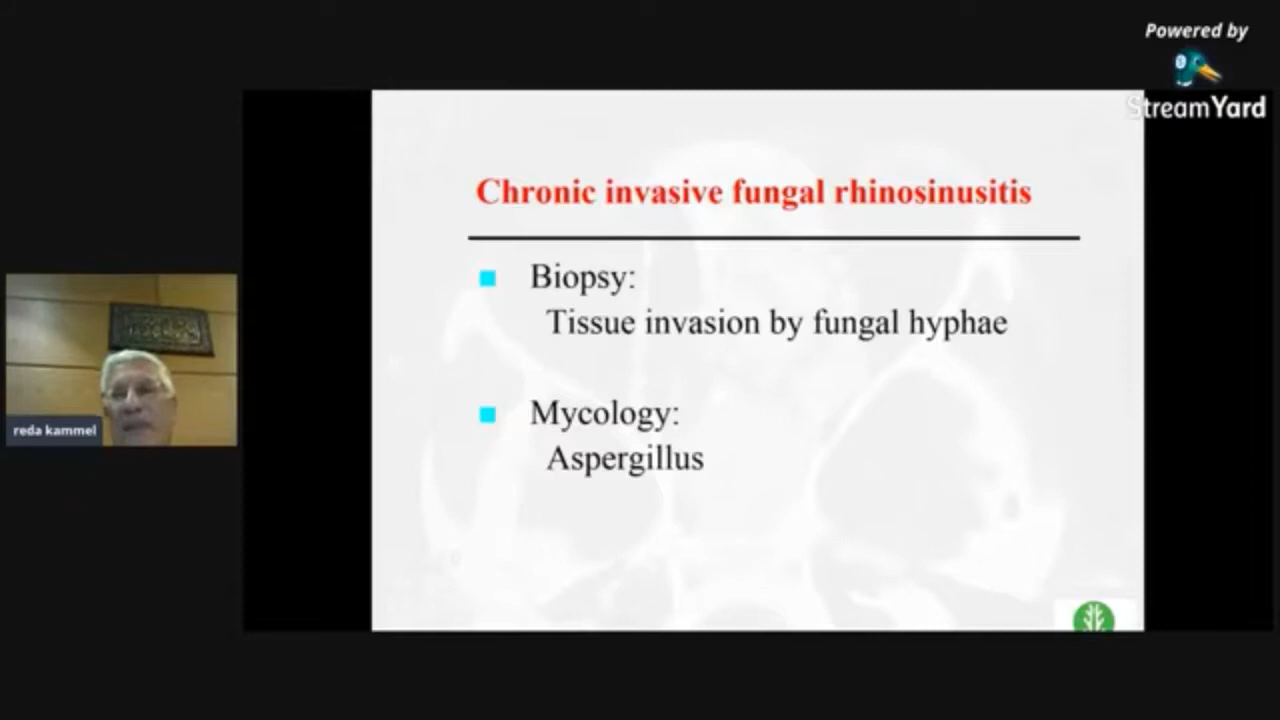 Powered by
StreamYard
Chronic invasive fungal rhinosinusitis
Biopsy:
Tissue invasion by fungal hyphae
Mycology:
Aspergillus
reda kammel